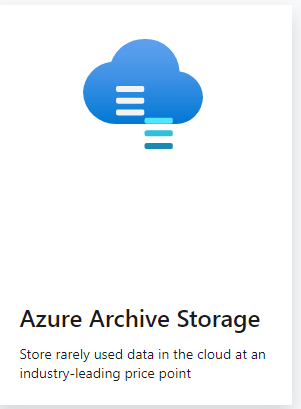 Azure Archive Storage
Store rarely used data in the cloud at an
industry-leading price point